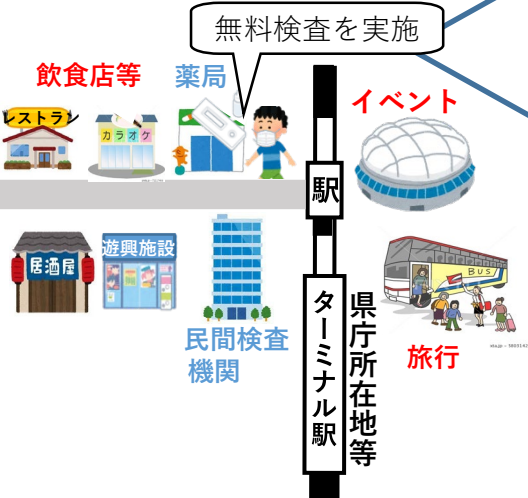 無料検査を実施
飲食店等
薬局
イベント
レストラン
カラオケ
駅
居酒屋
遊興施設
BUS
民間検査
機関
ターミナル駅
県庁所在地等
旅行